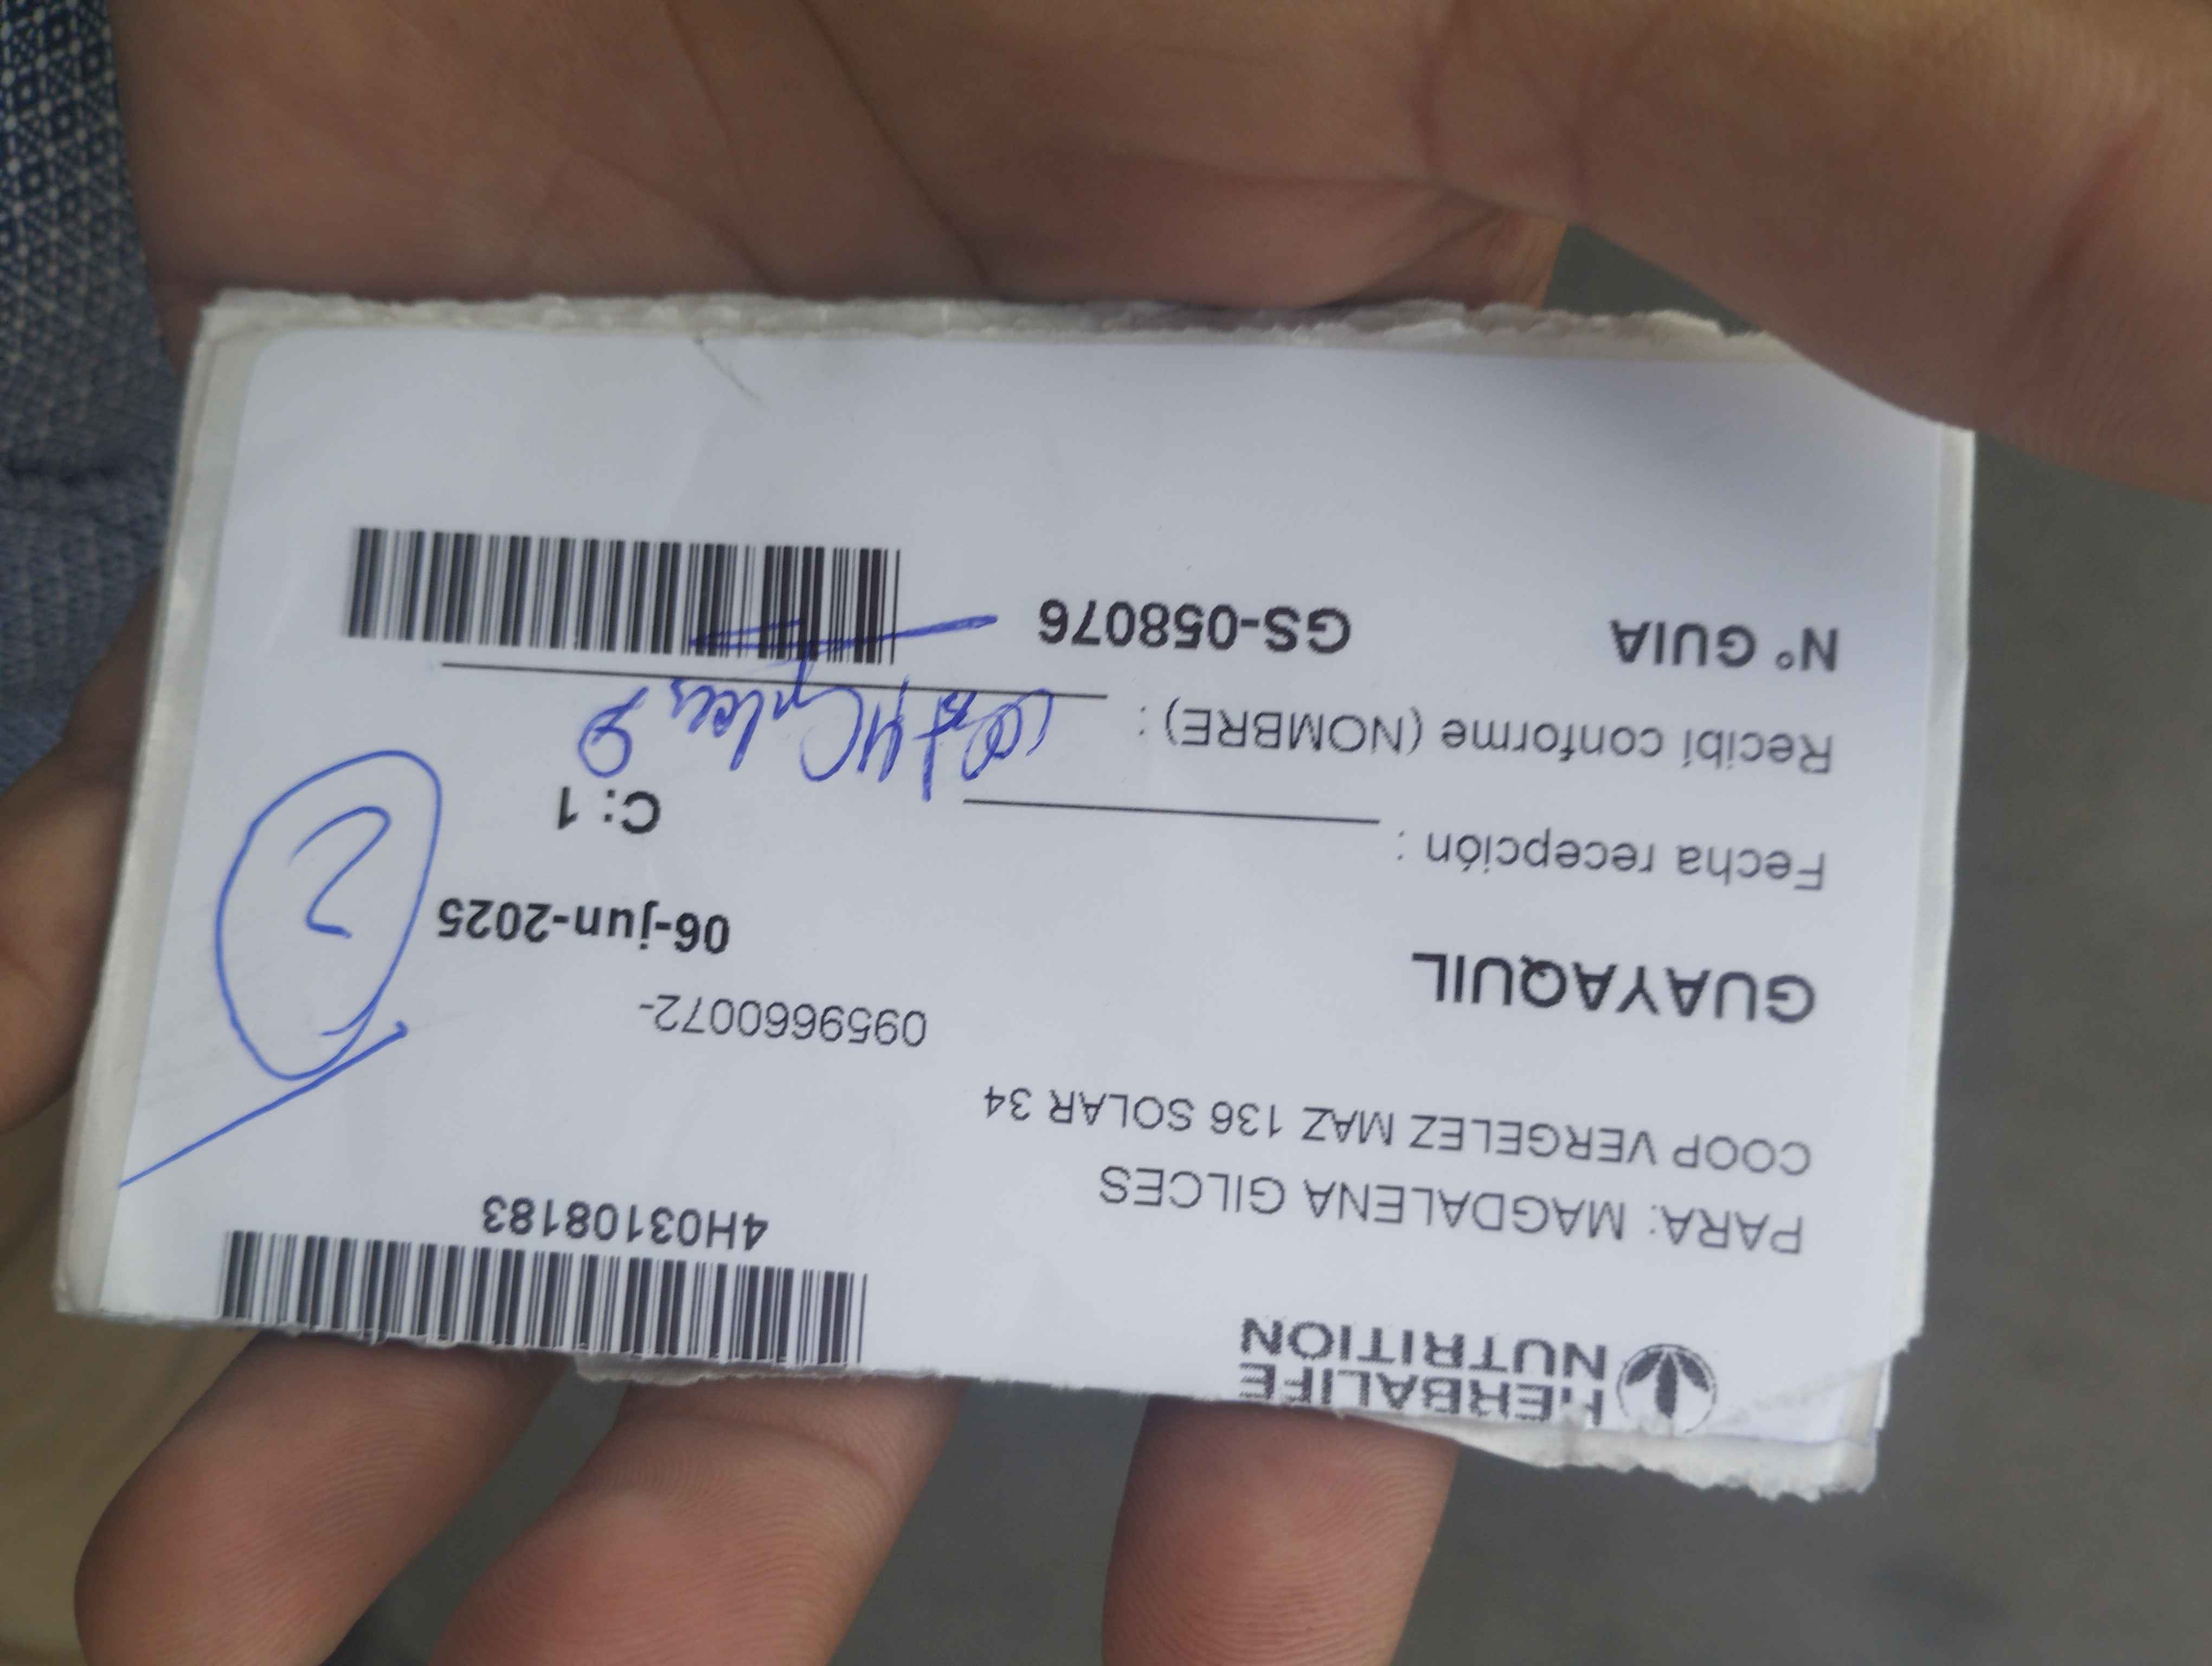 HERBALIFE
NUTRITION
4H03108183
PARA: MAGDALENA GILCES
COOP VERGELEZ MAZ 136 SOLAR 34
0959660072-
GUAYAQUIL
06-jun-2025
2
Fecha recepción :
C: 1
Recibí conforme (NOMBRE) :
N° GUIA GS-058076